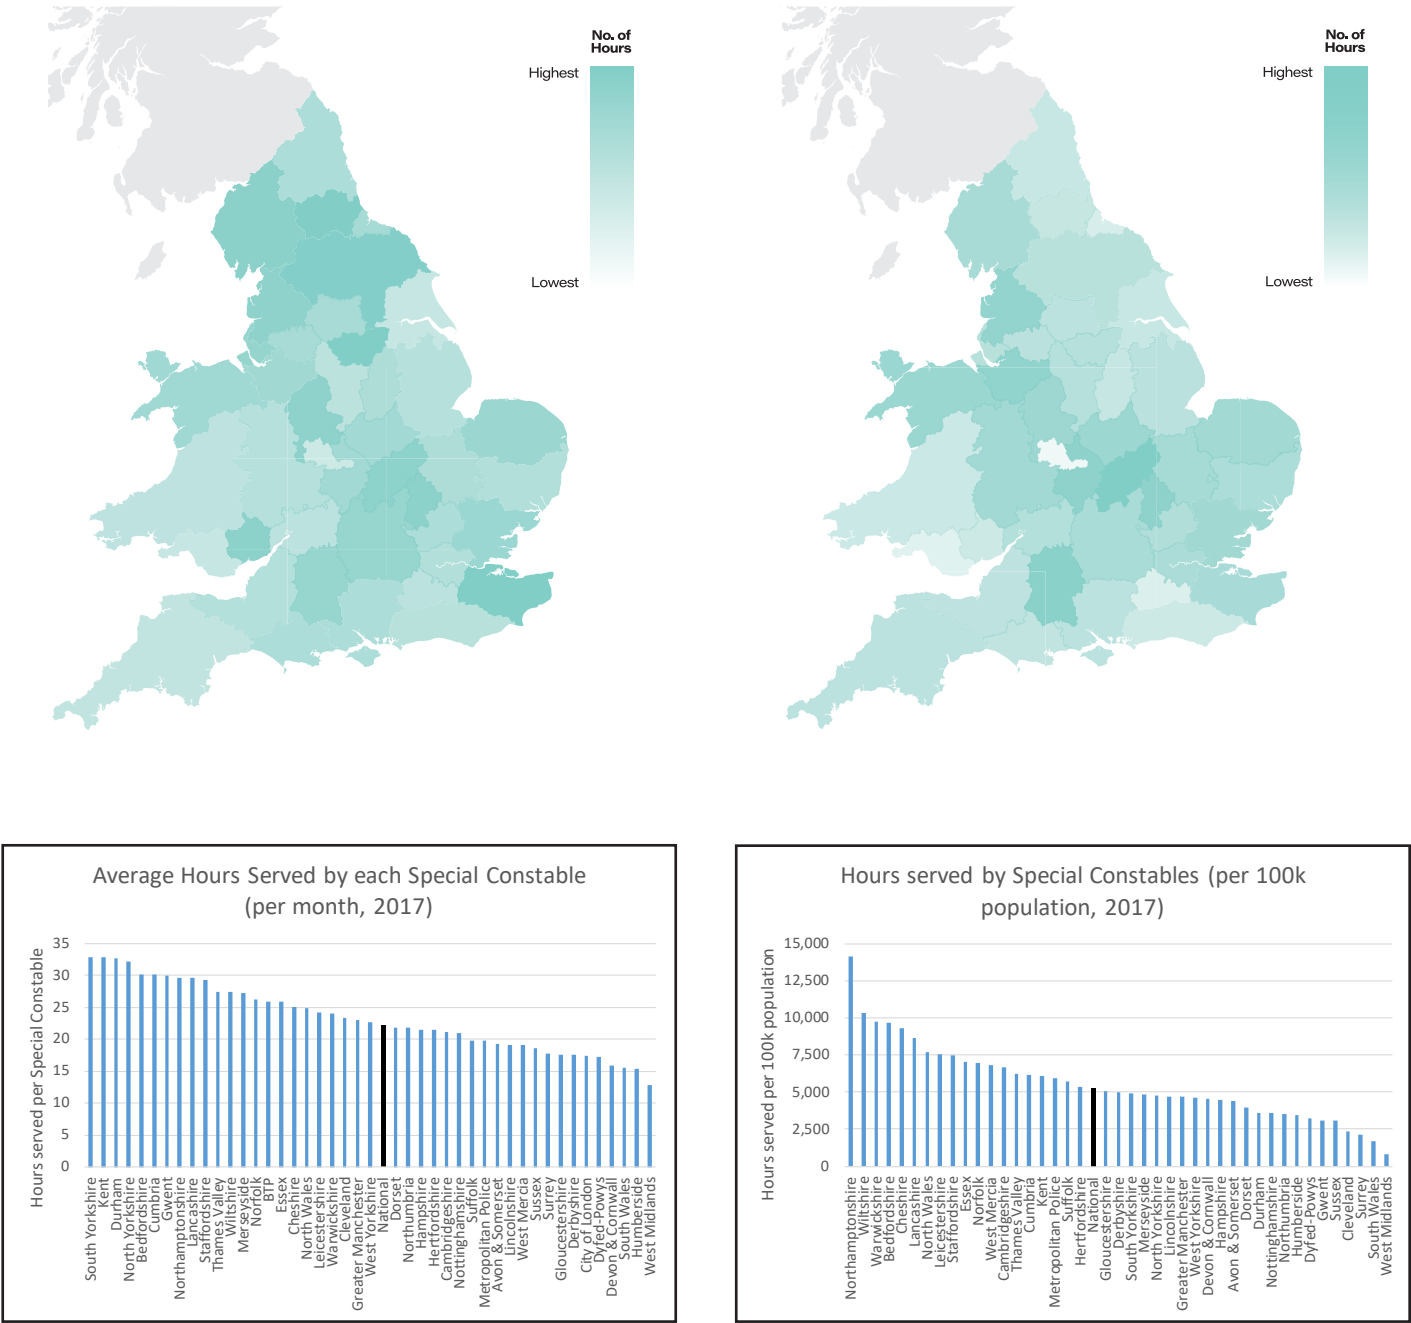 No. of
Hours
Highest
Lowest
No. of
Hours
Highest
Lowest
Average Hours Served by each Special Constable
(per month, 2017)
Hours served per Special Constable
35
30
25
20
15
10
5
0
South Yorkshire
Kent
Durham
North Yorkshire
Bedfordshire
Cumbria
Gwent
Northamptonshire
Lancashire
Staffordshire
Thames Valley
Wiltshire
Merseyside
Norfolk
BTP
Essex
Cheshire
North Wales
Leicestershire
Warwickshire
Cleveland
Greater Manchester
West Yorkshire
National
Dorset
Northumbria
Hampshire
Hertfordshire
Cambridgeshire
Nottinghamshire
Suffolk
Metropolitan Police
Avon & Somerset
Lincolnshire
West Mercia
Sussex
Surrey
Gloucestershire
Derbyshire
City of London
Dyfed-Powys
Devon & Cornwall
South Wales
Humberside
West Midlands
Hours served by Special Constables (per 100k
population, 2017)
Hours served per 100k population
15,000
12,500
10,000
7,500
5,000
2,500
0
Northamptonshire
Wiltshire
Warwickshire
Bedfordshire
Cheshire
Lancashire
North Wales
Leicestershire
Staffordshire
Essex
Norfolk
West Mercia
Cambridgeshire
Thames Valley
Cumbria
Kent
Metropolitan Police
Suffolk
Hertfordshire
National
Gloucestershire
Derbyshire
South Yorkshire
Merseyside
North Yorkshire
Lincolnshire
Greater Manchester
West Yorkshire
Devon & Cornwall
Hampshire
Avon & Somerset
Dorset
Durham
Nottinghamshire
Northumbria
Humberside
Dyfed-Powys
Gwent
Sussex
Cleveland
Surrey
South Wales
West Midlands